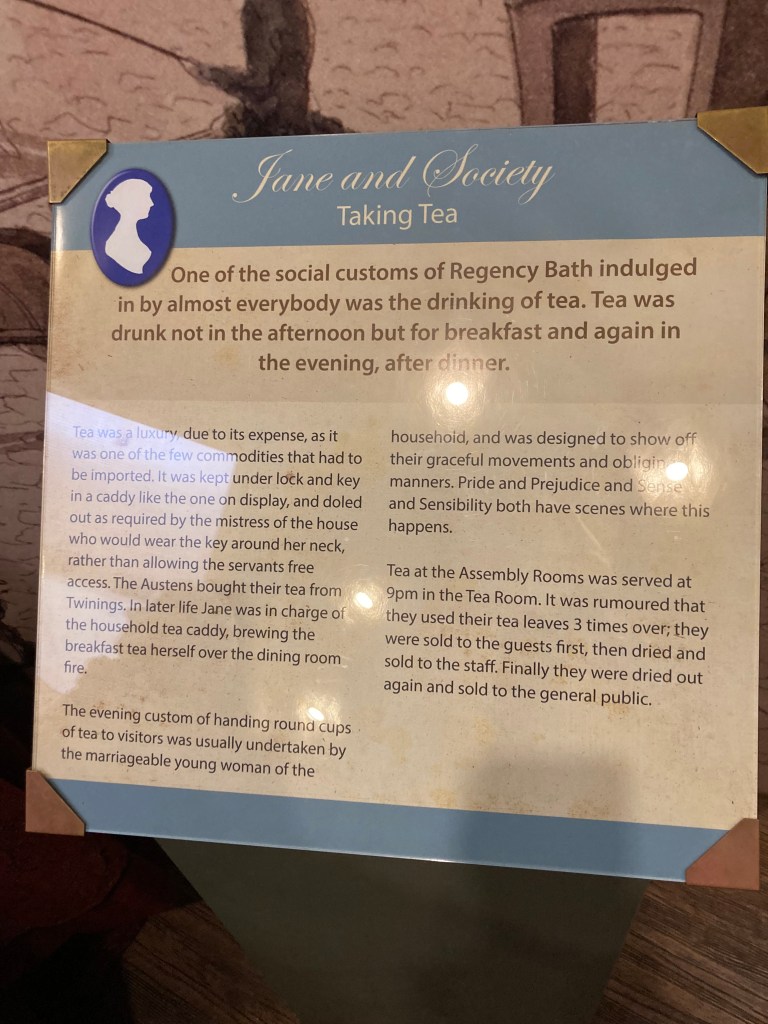 Jane and Society
Taking Tea
One of the social customs of Regency Bath indulged
in by almost everybody was the drinking of tea. Tea was
drunk not in the afternoon but for breakfast and again in
the evening, after dinner.
Tea was a luxury, due to its expense, as it
was one of the few commodities that had to
be imported. It was kept under lock and key
in a caddy like the one on display, and doled
out as required by the mistress of the house
who would wear the key around her neck,
rather than allowing the servants free
access. The Austens bought their tea from
Twinings. In later life Jane was in charge of
the household tea caddy, brewing the
breakfast tea herself over the dining room
fire.
The evening custom of handing round cups
of tea to visitors was usually undertaken by
the marriageable young woman of the
household, and was designed to show off
their graceful movements and obliging
manners. Pride and Prejudice and Sense
and Sensibility both have scenes where this
happens.
Tea at the Assembly Rooms was served at
9pm in the Tea Room. It was rumoured that
they used their tea leaves 3 times over; they
were sold to the guests first, then dried and
sold to the staff. Finally they were dried out
again and sold to the general public.